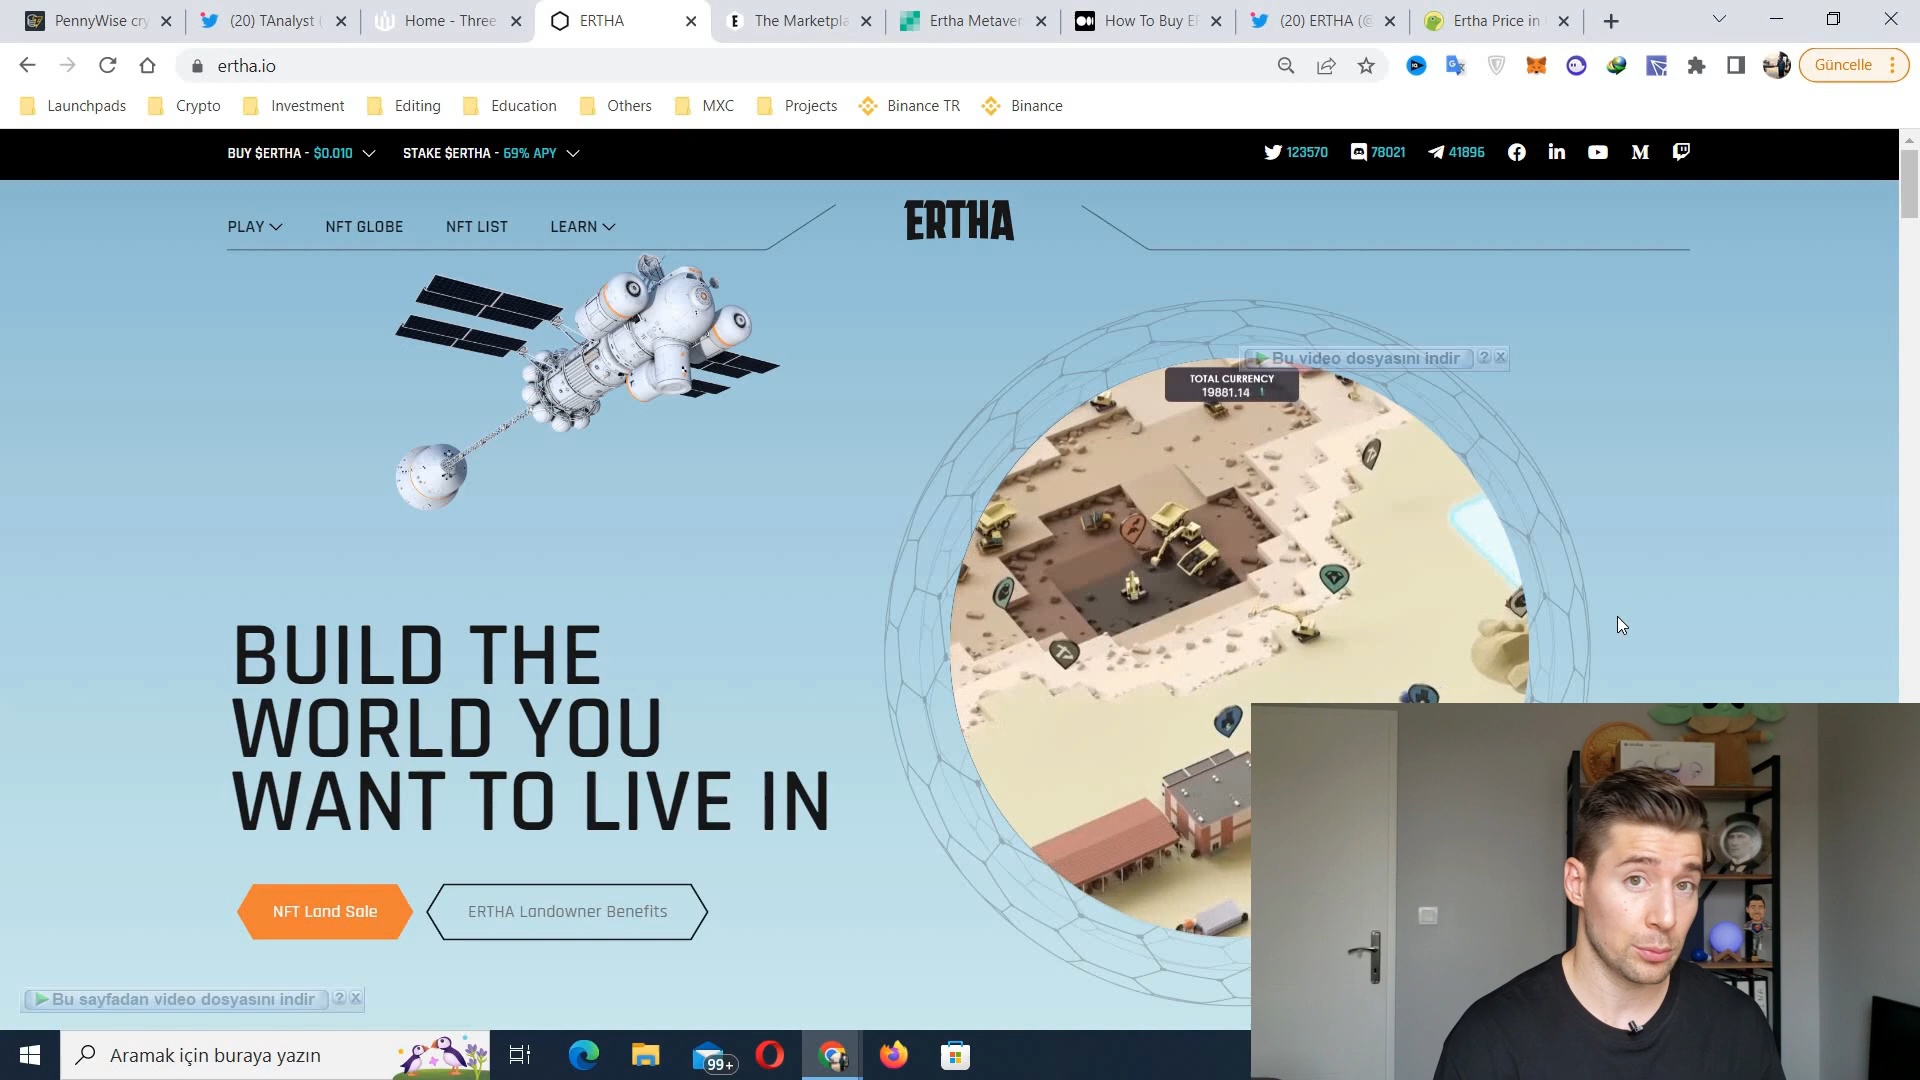 PennyWise cry
(20) TAnalyst (
Home - Three
ERTHA
The Marketpla
Ertha Metaver
How To Buy E
(20) ERTHA (@
Ertha Price in
ertha.io
Güncelle
Launchpads
Crypto
Investment
Editing
Education
Others
MXC
Projects
Binance TR
Binance
BUY $ERTHA - $0.010
STAKE $ERTHA - 69% APY
123570
78021
41896
PLAY
NFT GLOBE
NFT LIST
LEARN
ERTHA
Bu video dosyasını indir
TOTAL CURRENCY
19881.14
BUILD THE
WORLD YOU
WANT TO LIVE IN
NFT Land Sale
ERTHA Landowner Benefits
Bu sayfadan video dosyasını indir
Aramak için buraya yazın
99+